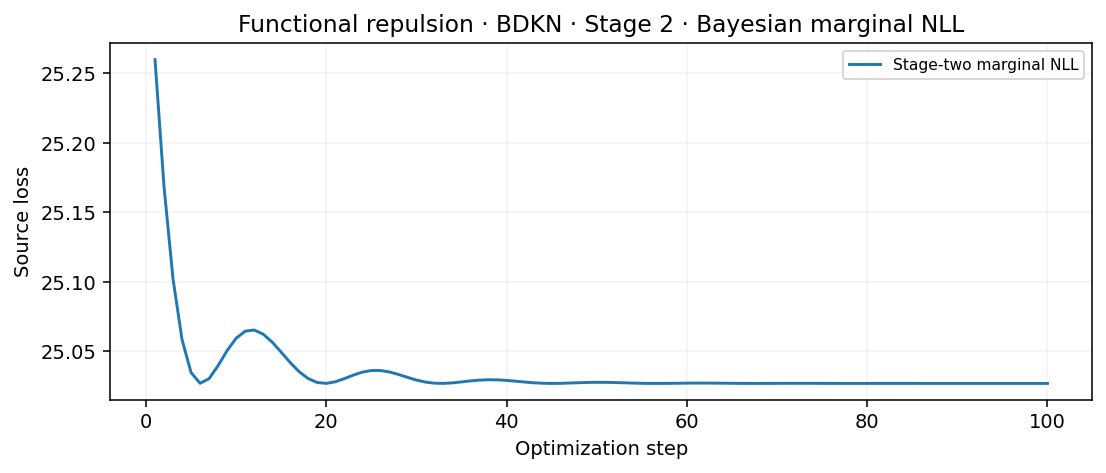 Functional repulsion · BDKN · Stage 2 · Bayesian marginal NLL
Stage-two marginal NLL
Source loss
25.25
25.20
25.15
25.10
25.05
0
20
40
60
80
100
Optimization step